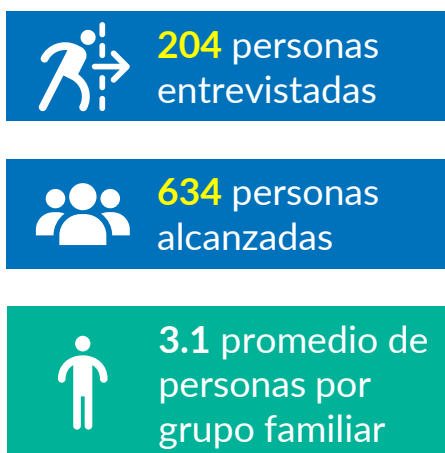 204 personas
entrevistadas
634 personas
alcanzadas
3.1 promedio de
personas por
grupo familiar